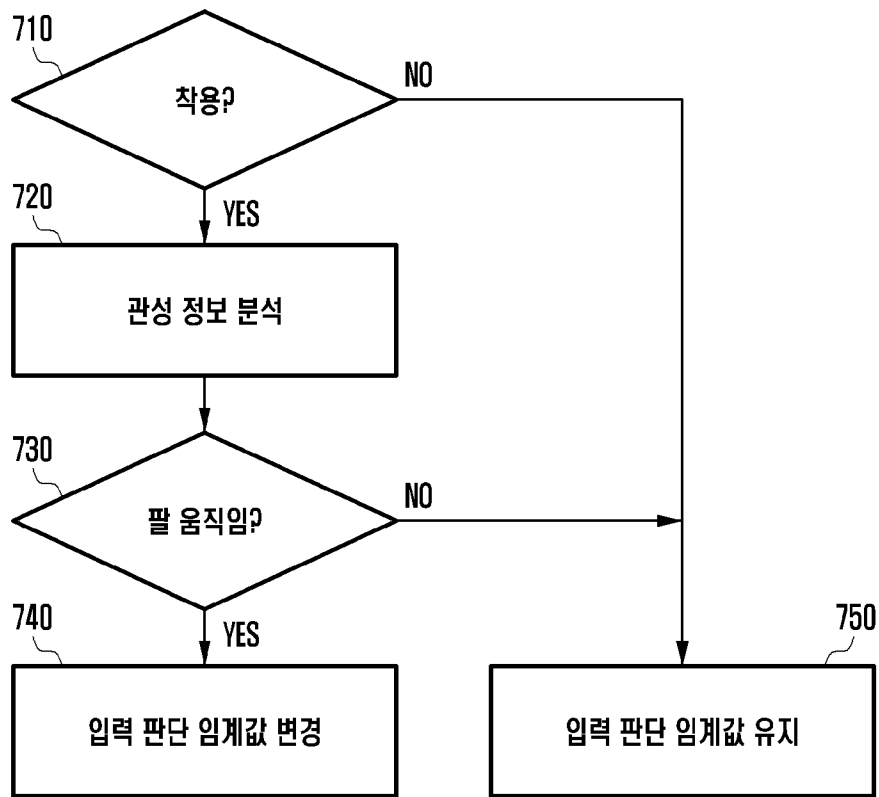 710
착용?
NO
YES
720
관성 정보 분석
730
팔 움직임?
NO
YES
740
입력 판단 임계값 변경
750
입력 판단 임계값 유지